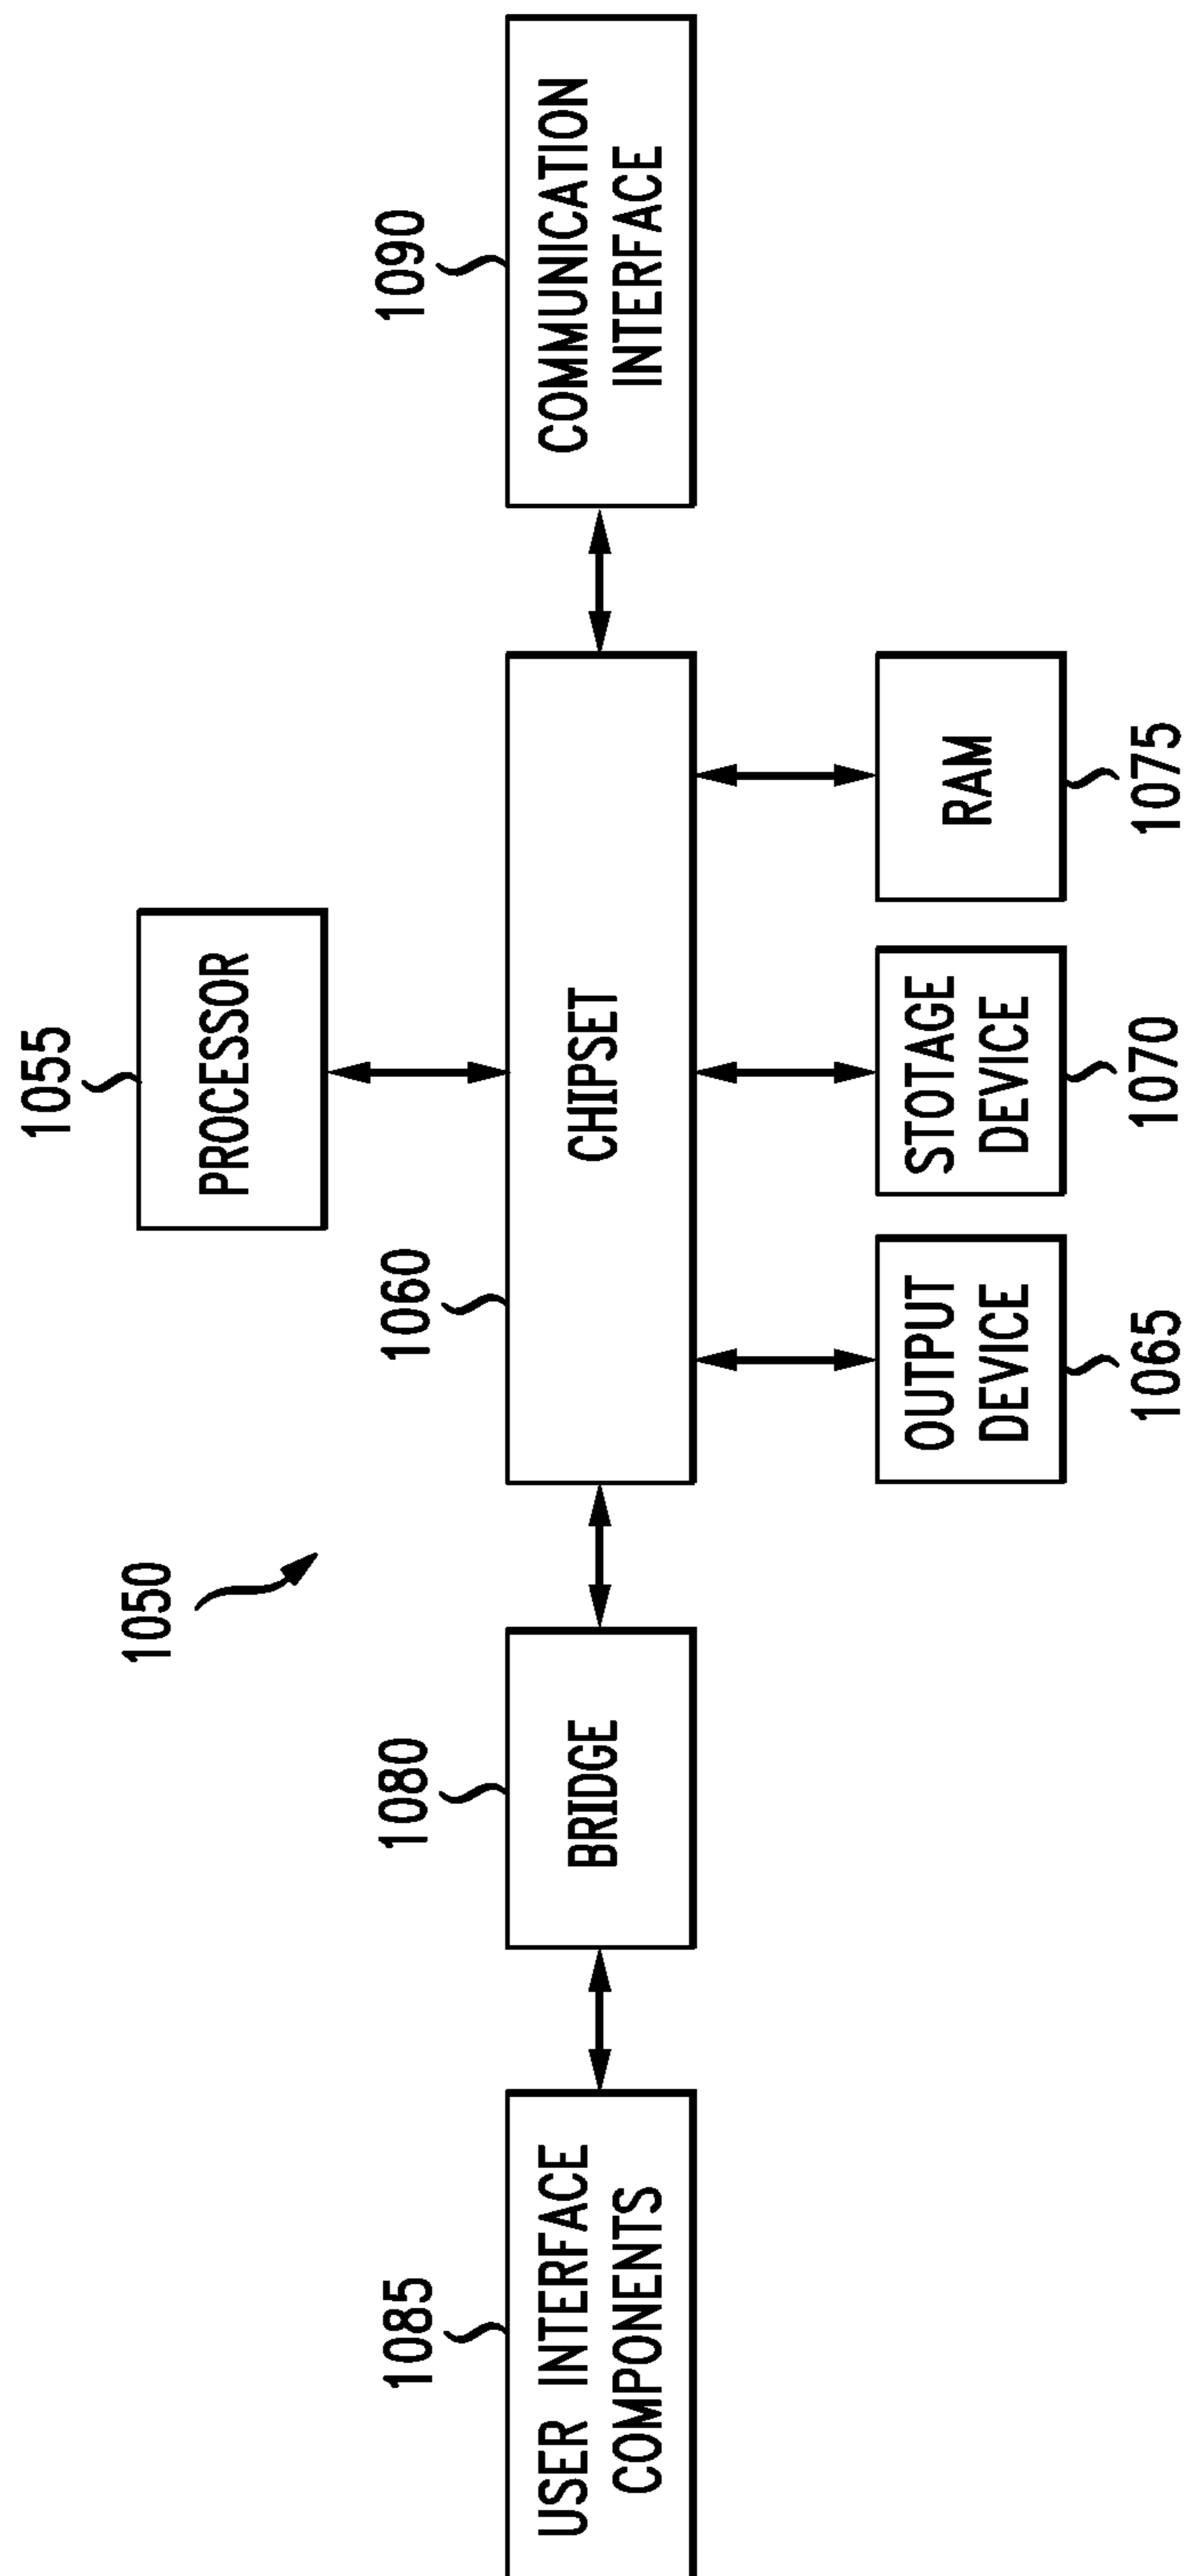 1055
PROCESSOR
1050
1085
1080
1060
1090
USER INTERFACE
COMPONENTS
BRIDGE
CHIPSET
COMMUNICATION
INTERFACE
OUTPUT
DEVICE
STOTAGE
DEVICE
RAM
1065
1070
1075